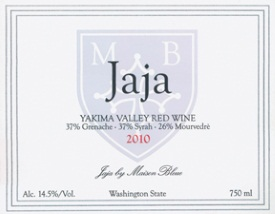 M B
Jaja
YAKIMA VALLEY RED WINE
37% Grenache - 37% Syrah - 26% Mourvedré
2010
Jaja by Maison Bleue
Alc. 14.5%/Vol. Washington State 750 ml